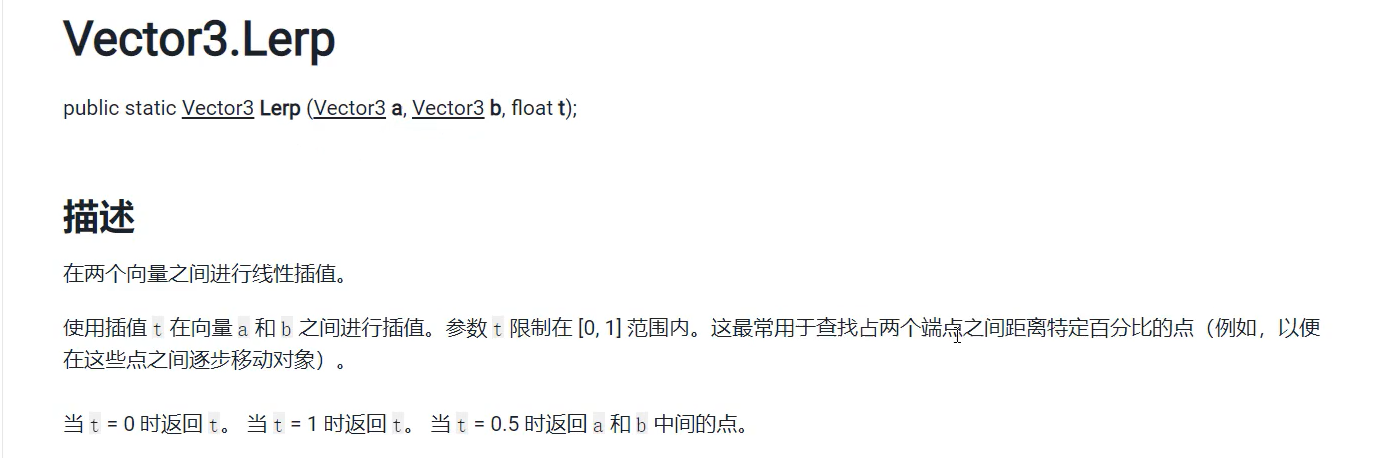 Vector3.Lerp
public static Vector3 Lerp (Vector3 a, Vector3 b, float t);
描述
在两个向量之间进行线性插值。
使用插值 t 在向量 a 和 b 之间进行插值。参数 t 限制在 [0, 1] 范围内。这最常用于查找占两个端点之间距离特定百分比的点（例如，以便
在这些点之间逐步移动对象）。
当 t = 0 时返回 t。 当 t = 1 时返回 t。 当 t = 0.5 时返回 a 和 b 中间的点。